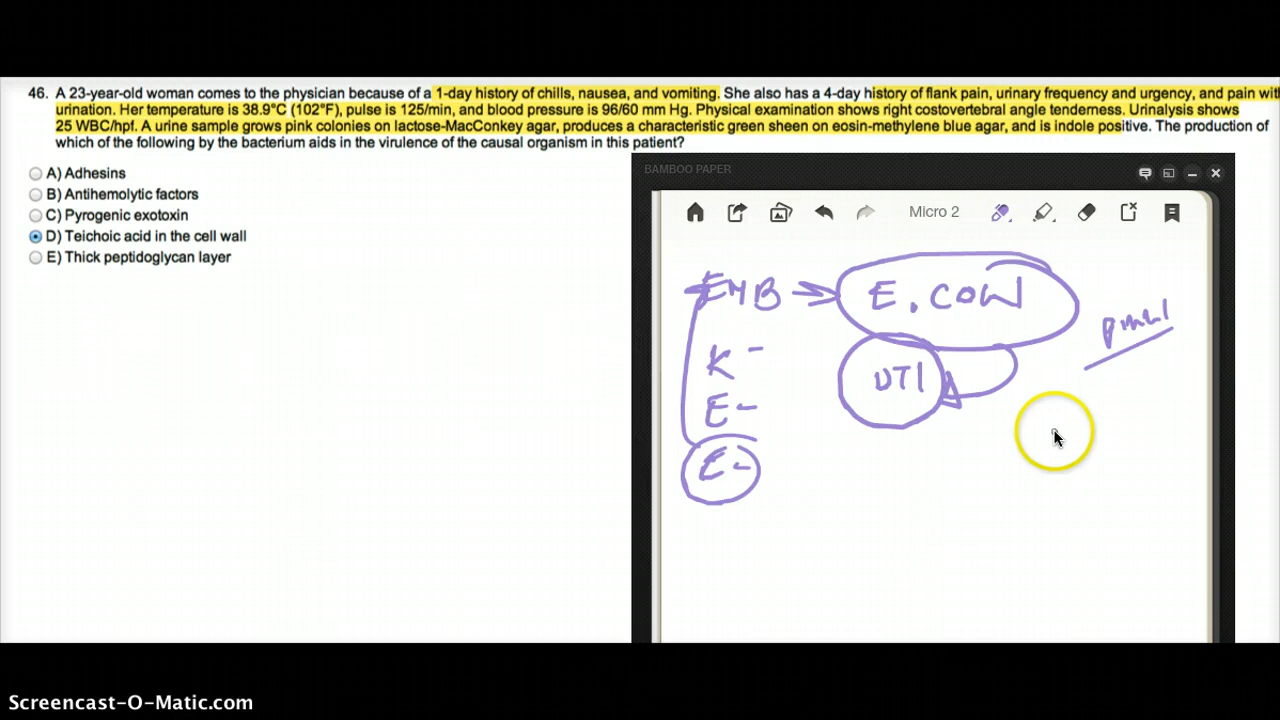 46. A 23-year-old woman comes to the physician because of a 1-day history of chills, nausea, and vomiting. She also has a 4-day history of flank pain, urinary frequency and urgency, and pain with
urination. Her temperature is 38.9°C (102°F), pulse is 125/min, and blood pressure is 96/60 mm Hg. Physical examination shows right costovertebral angle tenderness. Urinalysis shows
25 WBC/hpf. A urine sample grows pink colonies on lactose-MacConkey agar, produces a characteristic green sheen on eosin-methylene blue agar, and is indole positive. The production of
which of the following by the bacterium aids in the virulence of the causal organism in this patient?
A) Adhesins
B) Antihemolytic factors
C) Pyrogenic exotoxin
D) Teichoic acid in the cell wall
E) Thick peptidoglycan layer
BAMBOO PAPER
Micro 2
EMB → E.
K -
UTI
E -
E -
Screencast-O-Matic.com